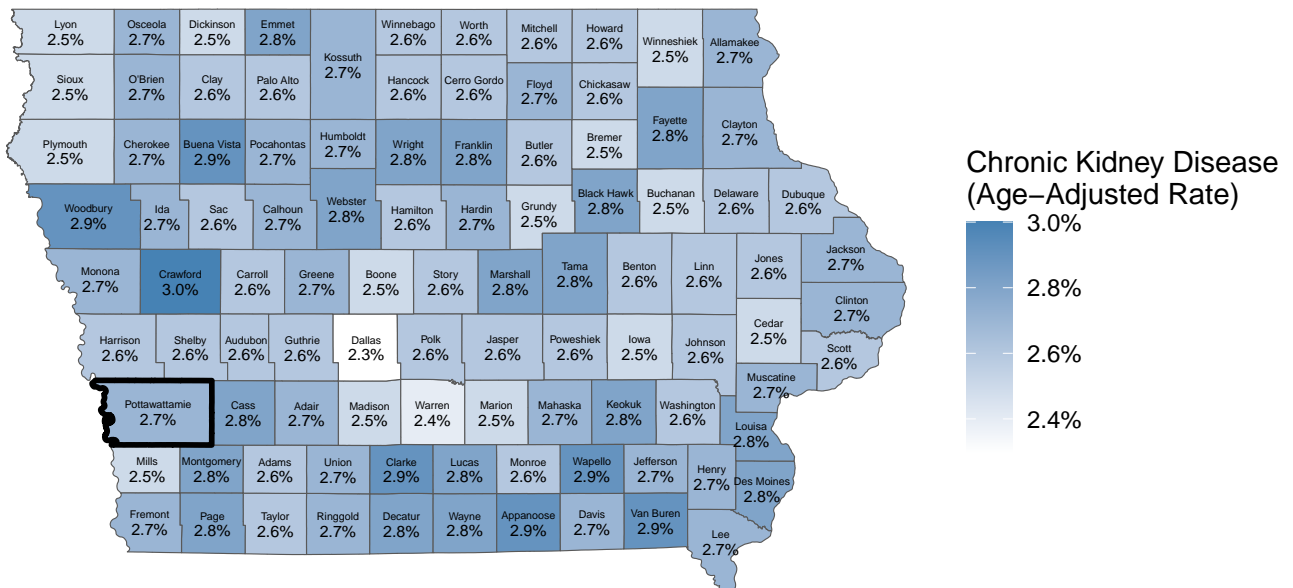 Lyon
2.5%
Osceola
2.7%
Dickinson
2.5%
Emmet
2.8%
Kossuth
2.7%
Winnebago
2.6%
Worth
2.6%
Mitchell
2.6%
Howard
2.6%
Winneshiek
2.5%
Allamakee
2.7%
Sioux
2.5%
O'Brien
2.7%
Clay
2.6%
Palo Alto
2.6%
Hancock
2.6%
Cerro Gordo
2.6%
Floyd
2.7%
Chickasaw
2.6%
Fayette
2.8%
Clayton
2.7%
Plymouth
2.5%
Cherokee
2.7%
Buena Vista
2.9%
Pocahontas
2.7%
Humboldt
2.7%
Wright
2.8%
Franklin
2.8%
Butler
2.6%
Bremer
2.5%
Woodbury
2.9%
Ida
2.7%
Sac
2.6%
Calhoun
2.7%
Webster
2.8%
Hamilton
2.6%
Hardin
2.7%
Grundy
2.5%
Black Hawk
2.8%
Buchanan
2.5%
Delaware
2.6%
Dubuque
2.6%
Monona
2.7%
Crawford
3.0%
Carroll
2.6%
Greene
2.7%
Boone
2.5%
Story
2.6%
Marshall
2.8%
Tama
2.8%
Benton
2.6%
Linn
2.6%
Jones
2.6%
Jackson
2.7%
Clinton
2.7%
Harrison
2.6%
Shelby
2.6%
Audubon
2.6%
Guthrie
2.6%
Dallas
2.3%
Polk
2.6%
Jasper
2.6%
Poweshiek
2.6%
Iowa
2.5%
Johnson
2.6%
Cedar
2.5%
Scott
2.6%
Muscatine
2.7%
Pottawattamie
2.7%
Cass
2.8%
Adair
2.7%
Madison
2.5%
Warren
2.4%
Marion
2.5%
Mahaska
2.7%
Keokuk
2.8%
Washington
2.6%
Louisa
2.8%
Mills
2.5%
Montgomery
2.8%
Adams
2.6%
Union
2.7%
Clarke
2.9%
Lucas
2.8%
Monroe
2.6%
Wapello
2.9%
Jefferson
2.7%
Henry
2.7%
Des Moines
2.8%
Fremont
2.7%
Page
2.8%
Taylor
2.6%
Ringgold
2.7%
Decatur
2.8%
Wayne
2.8%
Appanoose
2.9%
Davis
2.7%
Van Buren
2.9%
Lee
2.7%
Chronic Kidney Disease
(Age−Adjusted Rate)
3.0%
2.8%
2.6%
2.4%